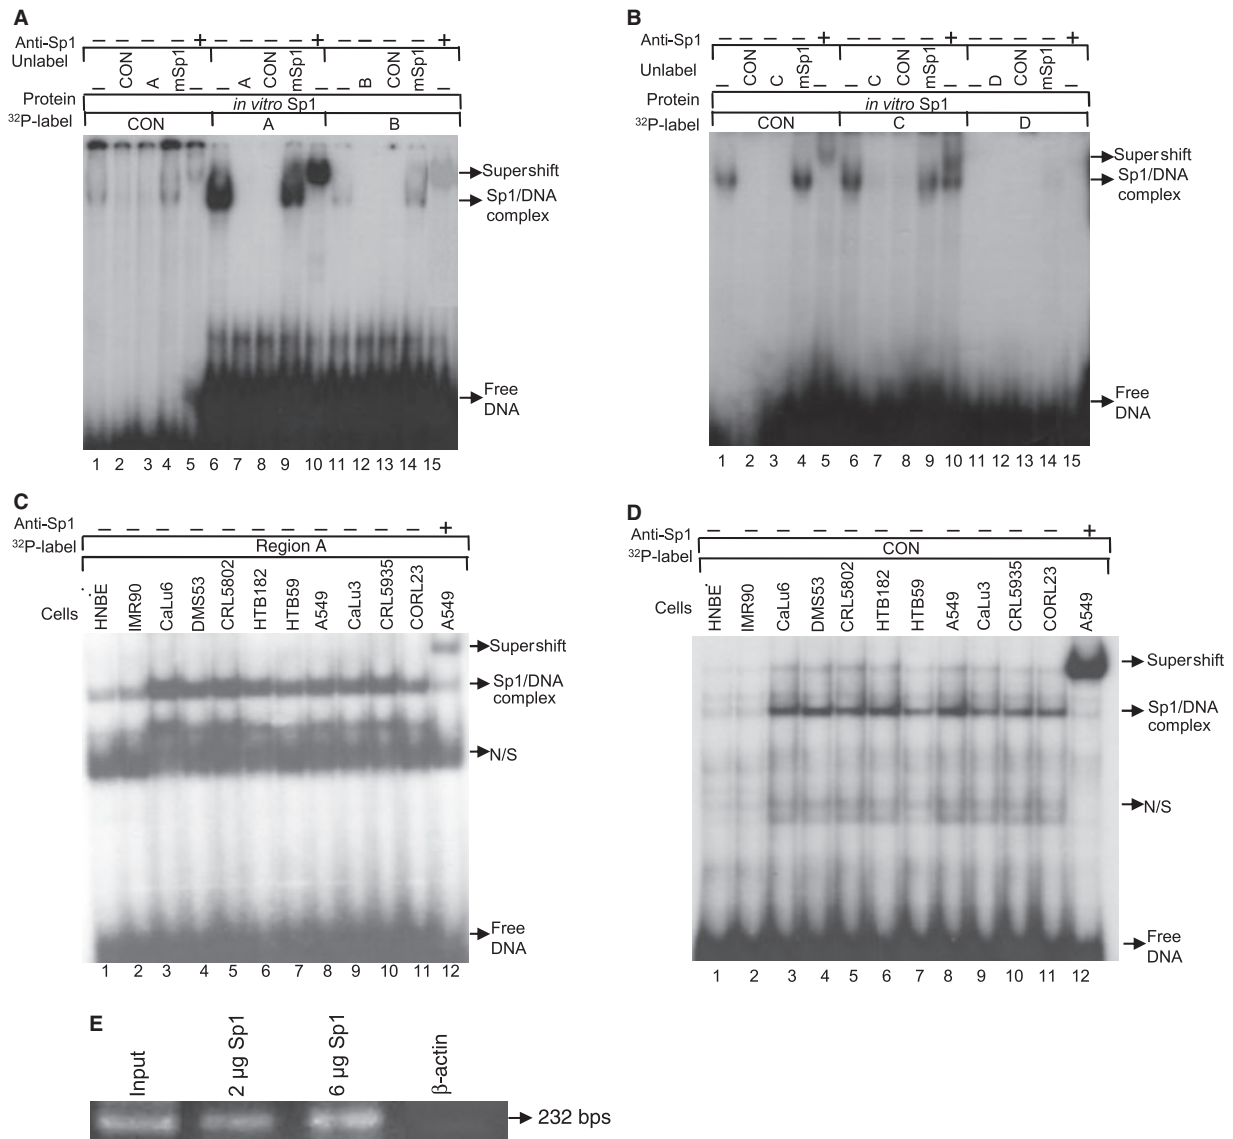 A
Anti-Sp1 – – – – + – – – – + – – – – +
Unlabel – CON A mSp1 – – A CON mSp1 – – B CON mSp1 –
Protein in vitro Sp1
32P-label CON A B
Supershift
Sp1/DNA
complex
Free
DNA
1 2 3 4 5 6 7 8 9 10 11 12 13 14 15
B
Anti-Sp1 – – – – + – – – – + – – – – +
Unlabel – CON C mSp1 – – C CON mSp1 – – D CON mSp1 –
Protein in vitro Sp1
32P-label CON C D
Supershift
Sp1/DNA
complex
Free
DNA
1 2 3 4 5 6 7 8 9 10 11 12 13 14 15
C
Anti-Sp1 – – – – – – – – – – – +
32P-label Region A
Cells HNBE IMR90 CaLu6 DMS53 CRL5802 HTB182 HTB59 A549 CaLu3 CRL5935 CORL23 A549
Supershift
Sp1/DNA
complex
N/S
Free
DNA
1 2 3 4 5 6 7 8 9 10 11 12
D
Anti-Sp1 – – – – – – – – – – – +
32P-label CON
Cells HNBE IMR90 CaLu6 DMS53 CRL5802 HTB182 HTB59 A549 CaLu3 CRL5935 CORL23 A549
Supershift
Sp1/DNA
complex
N/S
Free
DNA
1 2 3 4 5 6 7 8 9 10 11 12
E
Input 2 µg Sp1 6 µg Sp1 β-actin
232 bps